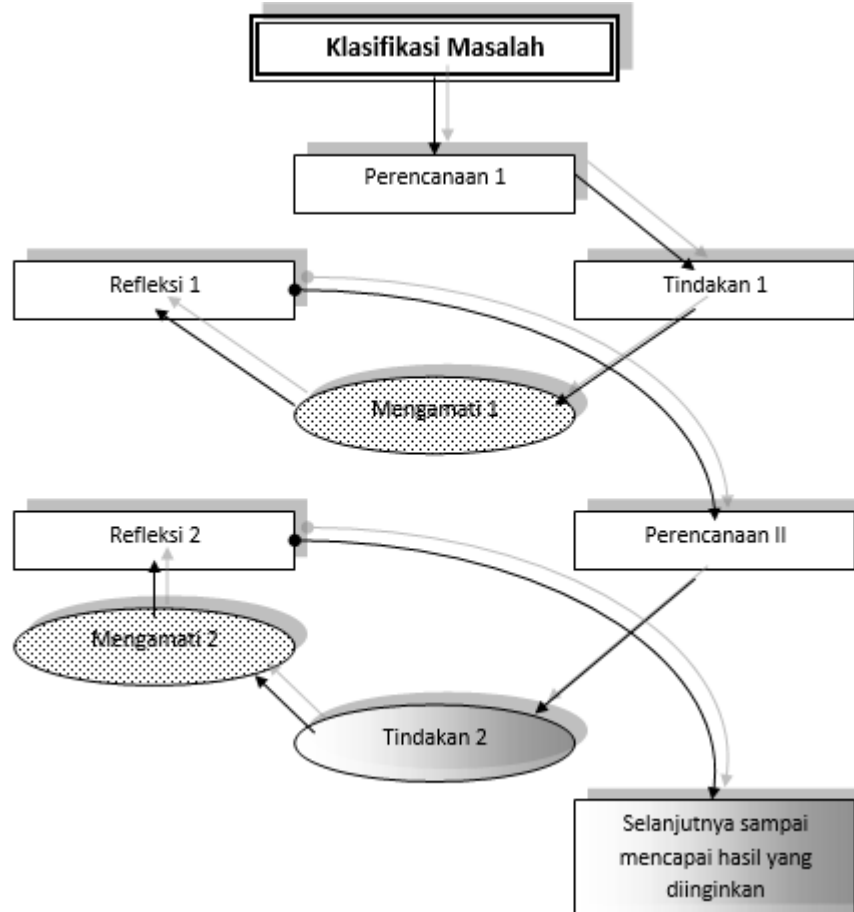 Klasifikasi Masalah
Perencanaan 1
Refleksi 1
Tindakan 1
Mengamati 1
Refleksi 2
Perencanaan II
Mengamati 2
Tindakan 2
Selanjutnya sampai
mencapai hasil yang
diinginkan